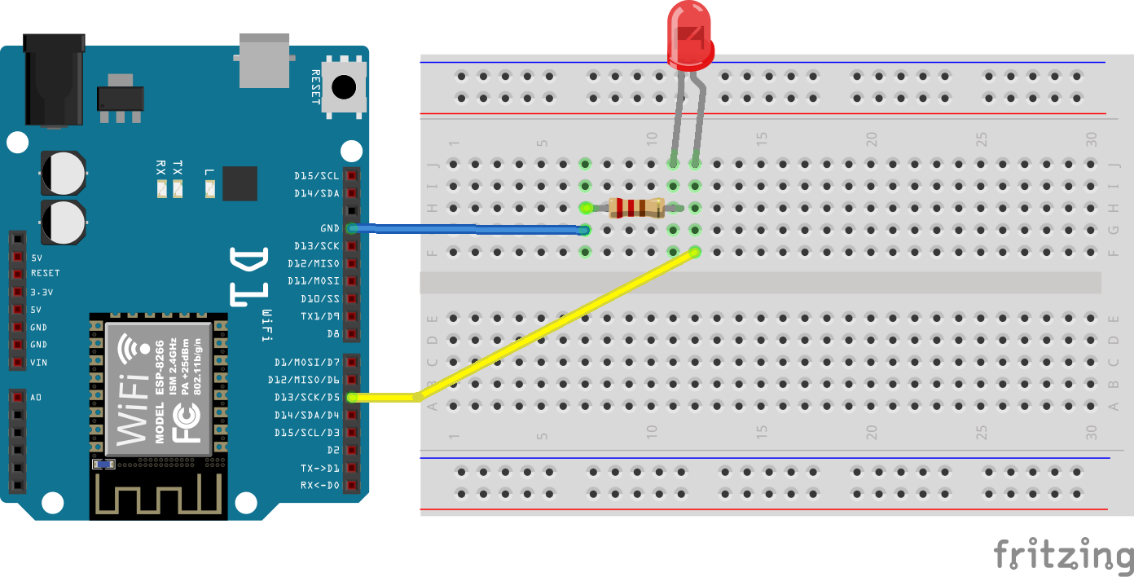 RESET
RX
TX
L
D15/SCL
D14/SDA
GND
D13/SCK
D12/MISO
D11/MOSI
D10/SS
TX1/D9
D8
D1/MOSI/D7
D12/MISO/D6
D13/SCK/D5
D14/SDA/D4
D15/SCL/D3
D2
TX->D1
RX<-D0
D1
WiFi
5V
RESET
3.3V
5V
GND
GND
VIN
A0
WiFi
MODEL ESP-8266
ISM 2.4GHz
PA +25dBm
802.11b/g/n
FC
1 5 10 15 20 25 30
J J
I I
H H
G G
F F
E E
D D
C C
B B
A A
1 5 10 15 20 25 30
fritzing